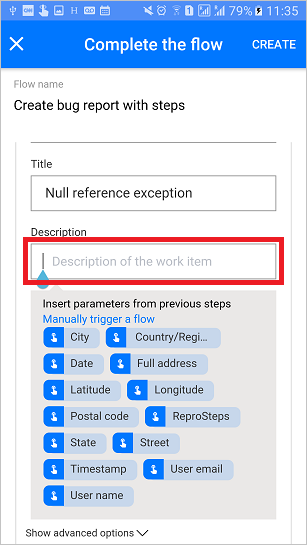 79% 11:35
Complete the flow CREATE
Flow name
Create bug report with steps
Title
Null reference exception
Description
Description of the work item
Insert parameters from previous steps
Manually trigger a flow
City Country/Regi...
Date Full address
Latitude Longitude
Postal code ReproSteps
State Street
Timestamp User email
User name
Show advanced options